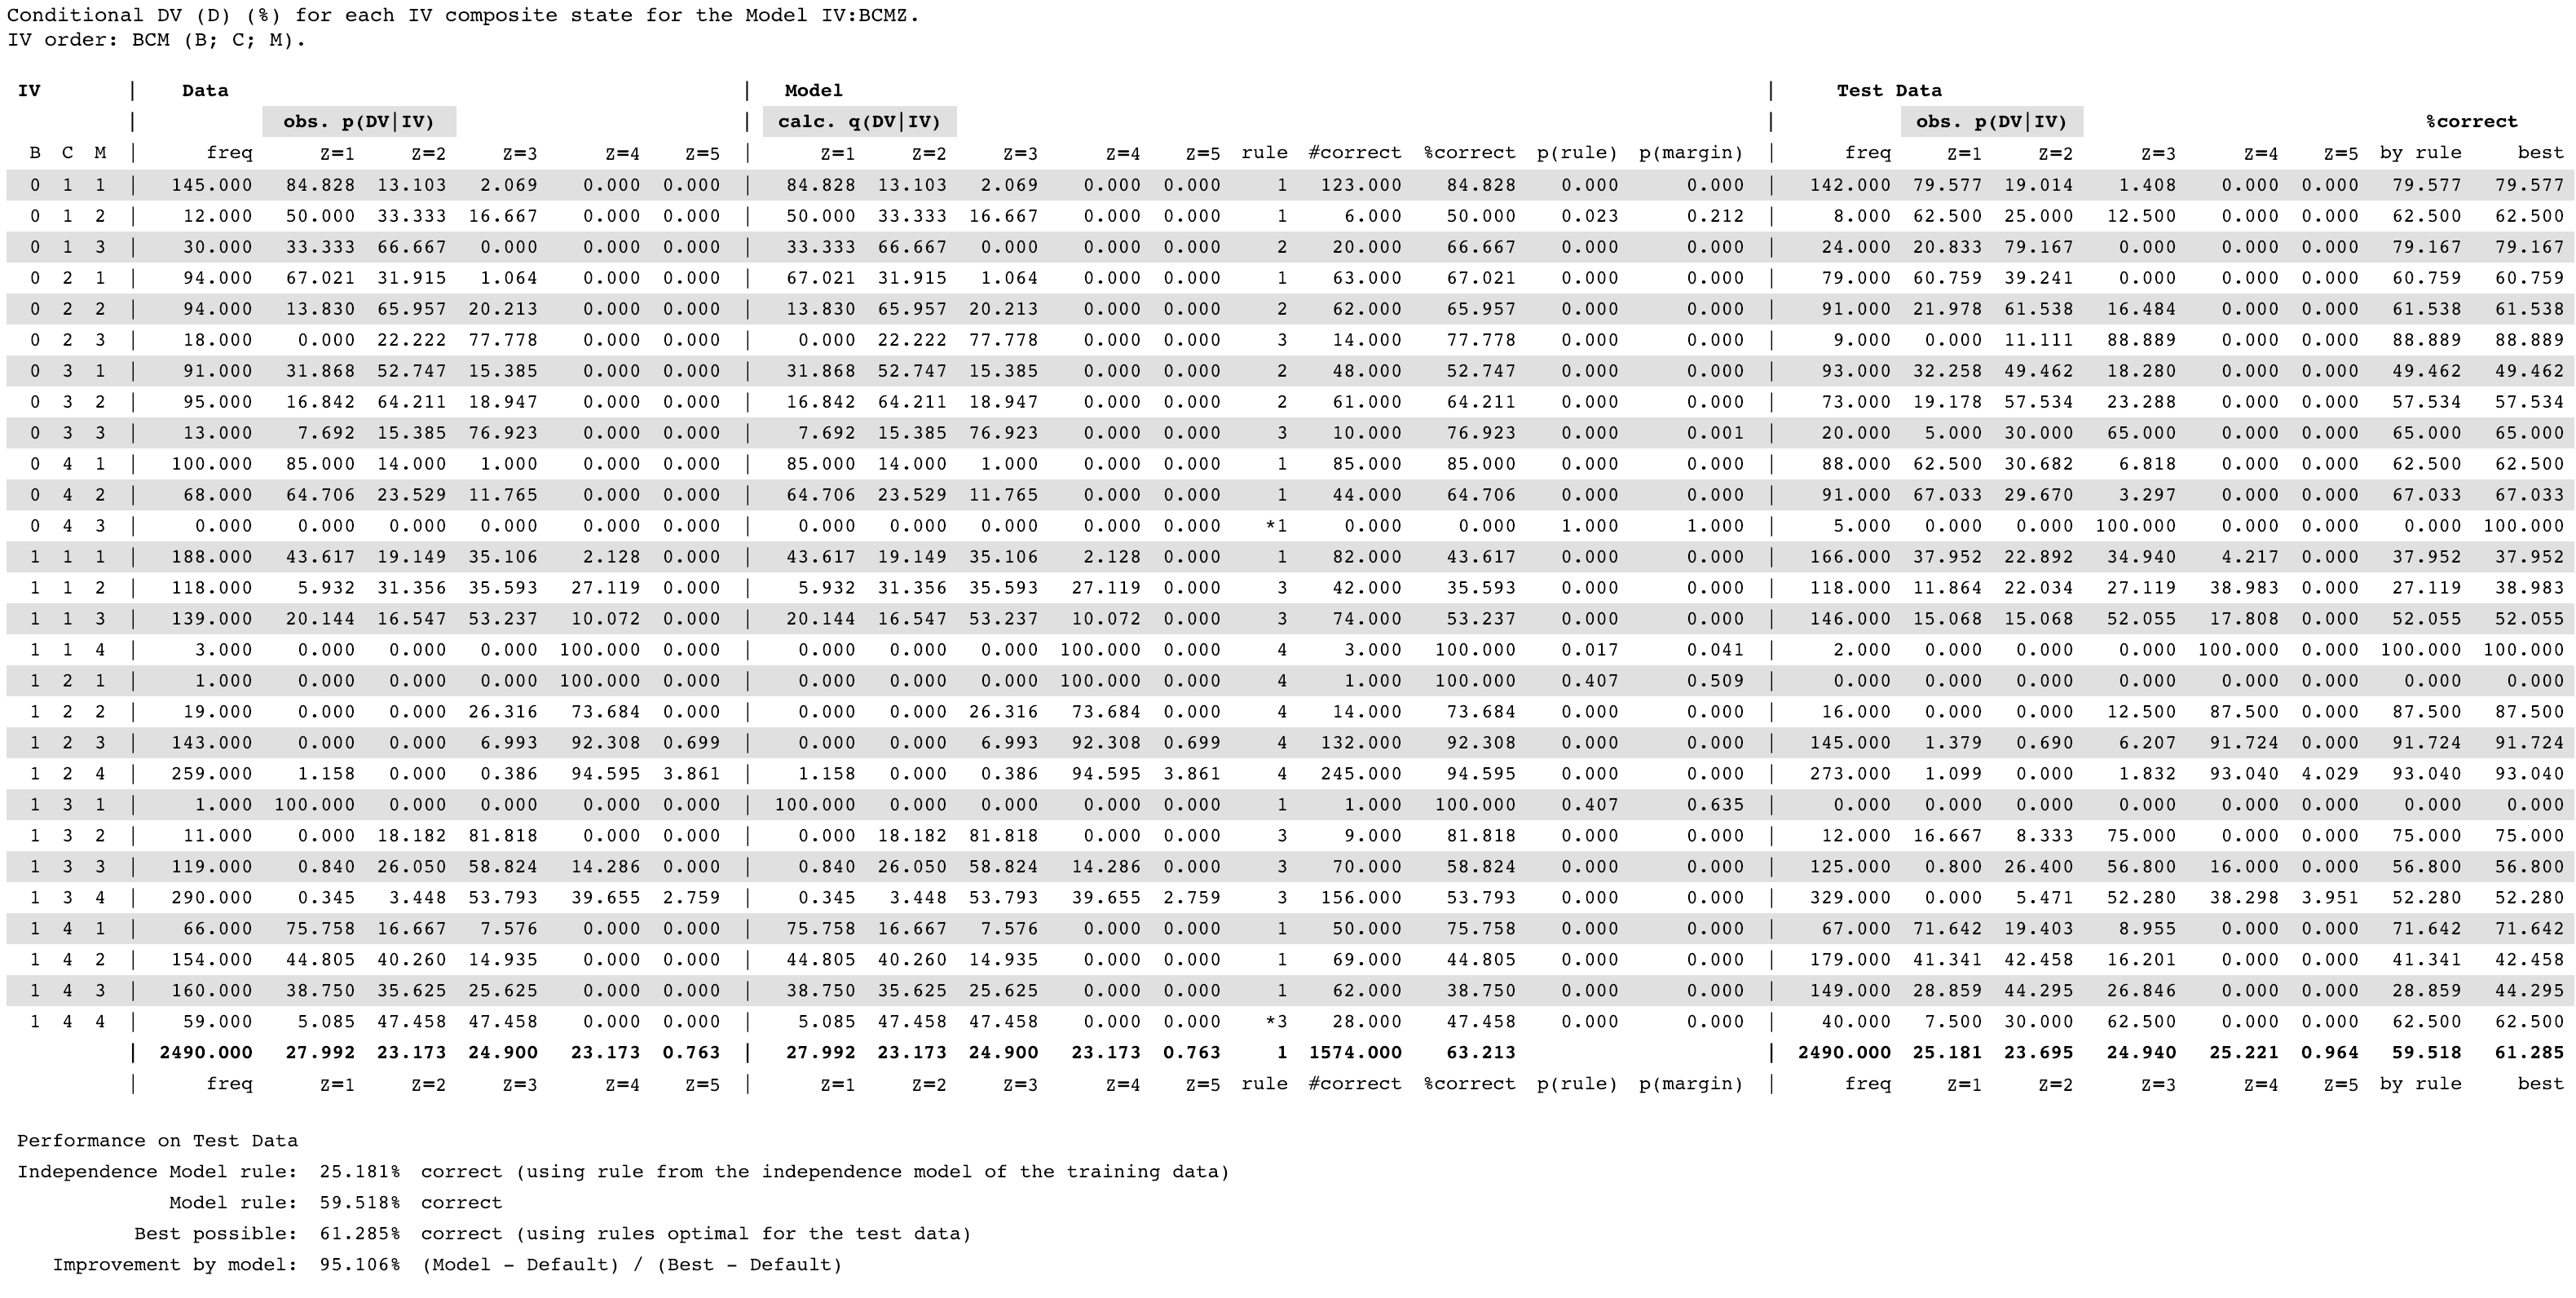 Conditional DV (D) (%) for each IV composite state for the Model IV:BCMZ.
IV order: BCM (B; C; M).
IV | Data | Model | Test Data
| obs. p(DV|IV) | calc. q(DV|IV) | obs. p(DV|IV) %correct
B C M | freq Z=1 Z=2 Z=3 Z=4 Z=5 | Z=1 Z=2 Z=3 Z=4 Z=5 rule #correct %correct p(rule) p(margin) | freq Z=1 Z=2 Z=3 Z=4 Z=5 by rule best
0 1 1 | 145.000 84.828 13.103 2.069 0.000 0.000 | 84.828 13.103 2.069 0.000 0.000 1 123.000 84.828 0.000 0.000 | 142.000 79.577 19.014 1.408 0.000 0.000 79.577 79.577
0 1 2 | 12.000 50.000 33.333 16.667 0.000 0.000 | 50.000 33.333 16.667 0.000 0.000 1 6.000 50.000 0.023 0.212 | 8.000 62.500 25.000 12.500 0.000 0.000 62.500 62.500
0 1 3 | 30.000 33.333 66.667 0.000 0.000 0.000 | 33.333 66.667 0.000 0.000 0.000 2 20.000 66.667 0.000 0.000 | 24.000 20.833 79.167 0.000 0.000 0.000 79.167 79.167
0 2 1 | 94.000 67.021 31.915 1.064 0.000 0.000 | 67.021 31.915 1.064 0.000 0.000 1 63.000 67.021 0.000 0.000 | 79.000 60.759 39.241 0.000 0.000 0.000 60.759 60.759
0 2 2 | 94.000 13.830 65.957 20.213 0.000 0.000 | 13.830 65.957 20.213 0.000 0.000 2 62.000 65.957 0.000 0.000 | 91.000 21.978 61.538 16.484 0.000 0.000 61.538 61.538
0 2 3 | 18.000 0.000 22.222 77.778 0.000 0.000 | 0.000 22.222 77.778 0.000 0.000 3 14.000 77.778 0.000 0.000 | 9.000 0.000 11.111 88.889 0.000 0.000 88.889 88.889
0 3 1 | 91.000 31.868 52.747 15.385 0.000 0.000 | 31.868 52.747 15.385 0.000 0.000 2 48.000 52.747 0.000 0.000 | 93.000 32.258 49.462 18.280 0.000 0.000 49.462 49.462
0 3 2 | 95.000 16.842 64.211 18.947 0.000 0.000 | 16.842 64.211 18.947 0.000 0.000 2 61.000 64.211 0.000 0.000 | 73.000 19.178 57.534 23.288 0.000 0.000 57.534 57.534
0 3 3 | 13.000 7.692 15.385 76.923 0.000 0.000 | 7.692 15.385 76.923 0.000 0.000 3 10.000 76.923 0.000 0.001 | 20.000 5.000 30.000 65.000 0.000 0.000 65.000 65.000
0 4 1 | 100.000 85.000 14.000 1.000 0.000 0.000 | 85.000 14.000 1.000 0.000 0.000 1 85.000 85.000 0.000 0.000 | 88.000 62.500 30.682 6.818 0.000 0.000 62.500 62.500
0 4 2 | 68.000 64.706 23.529 11.765 0.000 0.000 | 64.706 23.529 11.765 0.000 0.000 1 44.000 64.706 0.000 0.000 | 91.000 67.033 29.670 3.297 0.000 0.000 67.033 67.033
0 4 3 | 0.000 0.000 0.000 0.000 0.000 0.000 | 0.000 0.000 0.000 0.000 0.000 *1 0.000 0.000 1.000 1.000 | 5.000 0.000 0.000 100.000 0.000 0.000 0.000 100.000
1 1 1 | 188.000 43.617 19.149 35.106 2.128 0.000 | 43.617 19.149 35.106 2.128 0.000 1 82.000 43.617 0.000 0.000 | 166.000 37.952 22.892 34.940 4.217 0.000 37.952 37.952
1 1 2 | 118.000 5.932 31.356 35.593 27.119 0.000 | 5.932 31.356 35.593 27.119 0.000 3 42.000 35.593 0.000 0.000 | 118.000 11.864 22.034 27.119 38.983 0.000 27.119 38.983
1 1 3 | 139.000 20.144 16.547 53.237 10.072 0.000 | 20.144 16.547 53.237 10.072 0.000 3 74.000 53.237 0.000 0.000 | 146.000 15.068 15.068 52.055 17.808 0.000 52.055 52.055
1 1 4 | 3.000 0.000 0.000 0.000 100.000 0.000 | 0.000 0.000 0.000 100.000 0.000 4 3.000 100.000 0.017 0.041 | 2.000 0.000 0.000 0.000 100.000 0.000 100.000 100.000
1 2 1 | 1.000 0.000 0.000 0.000 100.000 0.000 | 0.000 0.000 0.000 100.000 0.000 4 1.000 100.000 0.407 0.509 | 0.000 0.000 0.000 0.000 0.000 0.000 0.000 0.000
1 2 2 | 19.000 0.000 0.000 26.316 73.684 0.000 | 0.000 0.000 26.316 73.684 0.000 4 14.000 73.684 0.000 0.000 | 16.000 0.000 0.000 12.500 87.500 0.000 87.500 87.500
1 2 3 | 143.000 0.000 0.000 6.993 92.308 0.699 | 0.000 0.000 6.993 92.308 0.699 4 132.000 92.308 0.000 0.000 | 145.000 1.379 0.690 6.207 91.724 0.000 91.724 91.724
1 2 4 | 259.000 1.158 0.000 0.386 94.595 3.861 | 1.158 0.000 0.386 94.595 3.861 4 245.000 94.595 0.000 0.000 | 273.000 1.099 0.000 1.832 93.040 4.029 93.040 93.040
1 3 1 | 1.000 100.000 0.000 0.000 0.000 0.000 | 100.000 0.000 0.000 0.000 0.000 1 1.000 100.000 0.407 0.635 | 0.000 0.000 0.000 0.000 0.000 0.000 0.000 0.000
1 3 2 | 11.000 0.000 18.182 81.818 0.000 0.000 | 0.000 18.182 81.818 0.000 0.000 3 9.000 81.818 0.000 0.000 | 12.000 16.667 8.333 75.000 0.000 0.000 75.000 75.000
1 3 3 | 119.000 0.840 26.050 58.824 14.286 0.000 | 0.840 26.050 58.824 14.286 0.000 3 70.000 58.824 0.000 0.000 | 125.000 0.800 26.400 56.800 16.000 0.000 56.800 56.800
1 3 4 | 290.000 0.345 3.448 53.793 39.655 2.759 | 0.345 3.448 53.793 39.655 2.759 3 156.000 53.793 0.000 0.000 | 329.000 0.000 5.471 52.280 38.298 3.951 52.280 52.280
1 4 1 | 66.000 75.758 16.667 7.576 0.000 0.000 | 75.758 16.667 7.576 0.000 0.000 1 50.000 75.758 0.000 0.000 | 67.000 71.642 19.403 8.955 0.000 0.000 71.642 71.642
1 4 2 | 154.000 44.805 40.260 14.935 0.000 0.000 | 44.805 40.260 14.935 0.000 0.000 1 69.000 44.805 0.000 0.000 | 179.000 41.341 42.458 16.201 0.000 0.000 41.341 42.458
1 4 3 | 160.000 38.750 35.625 25.625 0.000 0.000 | 38.750 35.625 25.625 0.000 0.000 1 62.000 38.750 0.000 0.000 | 149.000 28.859 44.295 26.846 0.000 0.000 28.859 44.295
1 4 4 | 59.000 5.085 47.458 47.458 0.000 0.000 | 5.085 47.458 47.458 0.000 0.000 *3 28.000 47.458 0.000 0.000 | 40.000 7.500 30.000 62.500 0.000 0.000 62.500 62.500
| 2490.000 27.992 23.173 24.900 23.173 0.763 | 27.992 23.173 24.900 23.173 0.763 1 1574.000 63.213 | 2490.000 25.181 23.695 24.940 25.221 0.964 59.518 61.285
| freq Z=1 Z=2 Z=3 Z=4 Z=5 | Z=1 Z=2 Z=3 Z=4 Z=5 rule #correct %correct p(rule) p(margin) | freq Z=1 Z=2 Z=3 Z=4 Z=5 by rule best
Performance on Test Data
Independence Model rule: 25.181% correct (using rule from the independence model of the training data)
Model rule: 59.518% correct
Best possible: 61.285% correct (using rules optimal for the test data)
Improvement by model: 95.106% (Model - Default) / (Best - Default)